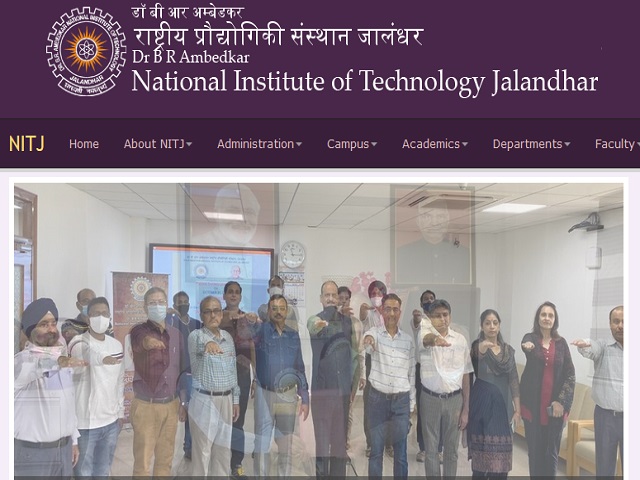 डॉ बी आर अम्बेडकर
राष्ट्रीय प्रौद्योगिकी संस्थान जालंधर
Dr B R Ambedkar
National Institute of Technology Jalandhar
NITJ Home About NITJ Administration Campus Academics Departments Faculty